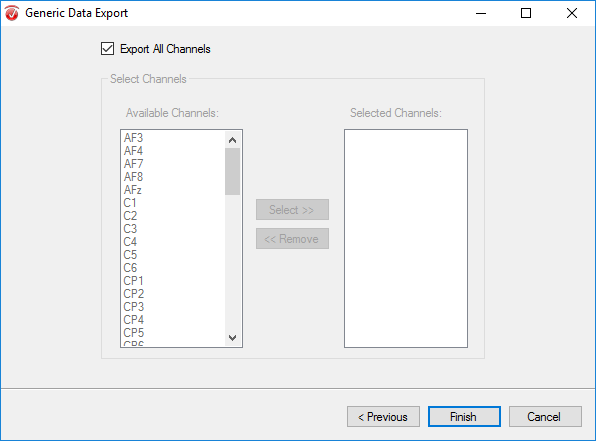 Generic Data Export
Export All Channels
Select Channels
Available Channels:
Selected Channels:
AF3
AF4
AF7
AF8
AFz
C1
C2
C3
C4
C5
C6
CP1
CP2
CP3
CP4
CP5
CP6
Select >>
<< Remove
< Previous
Finish
Cancel